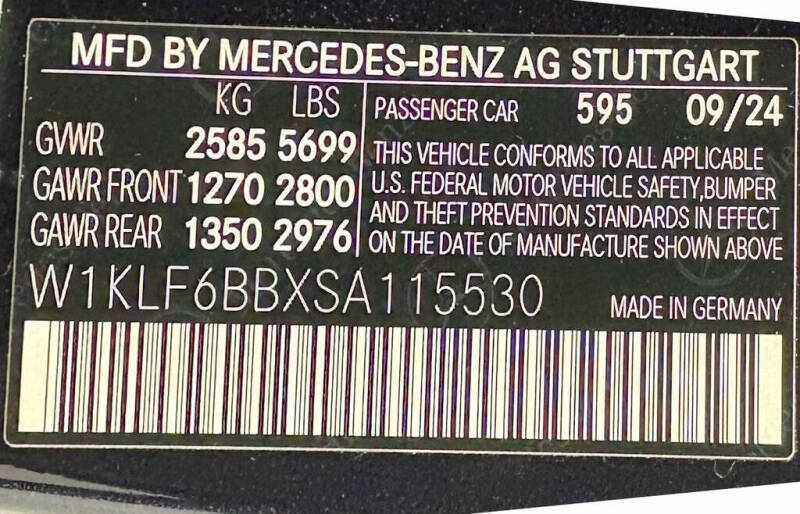 MFD BY MERCEDES-BENZ AG STUTTGART
KG LBS
GVWR 2585 5699
GAWR FRONT 1270 2800
GAWR REAR 1350 2976
PASSENGER CAR 595 09/24
THIS VEHICLE CONFORMS TO ALL APPLICABLE
U.S. FEDERAL MOTOR VEHICLE SAFETY,BUMPER
AND THEFT PREVENTION STANDARDS IN EFFECT
ON THE DATE OF MANUFACTURE SHOWN ABOVE
W1KLF6BBXSA115530
MADE IN GERMANY